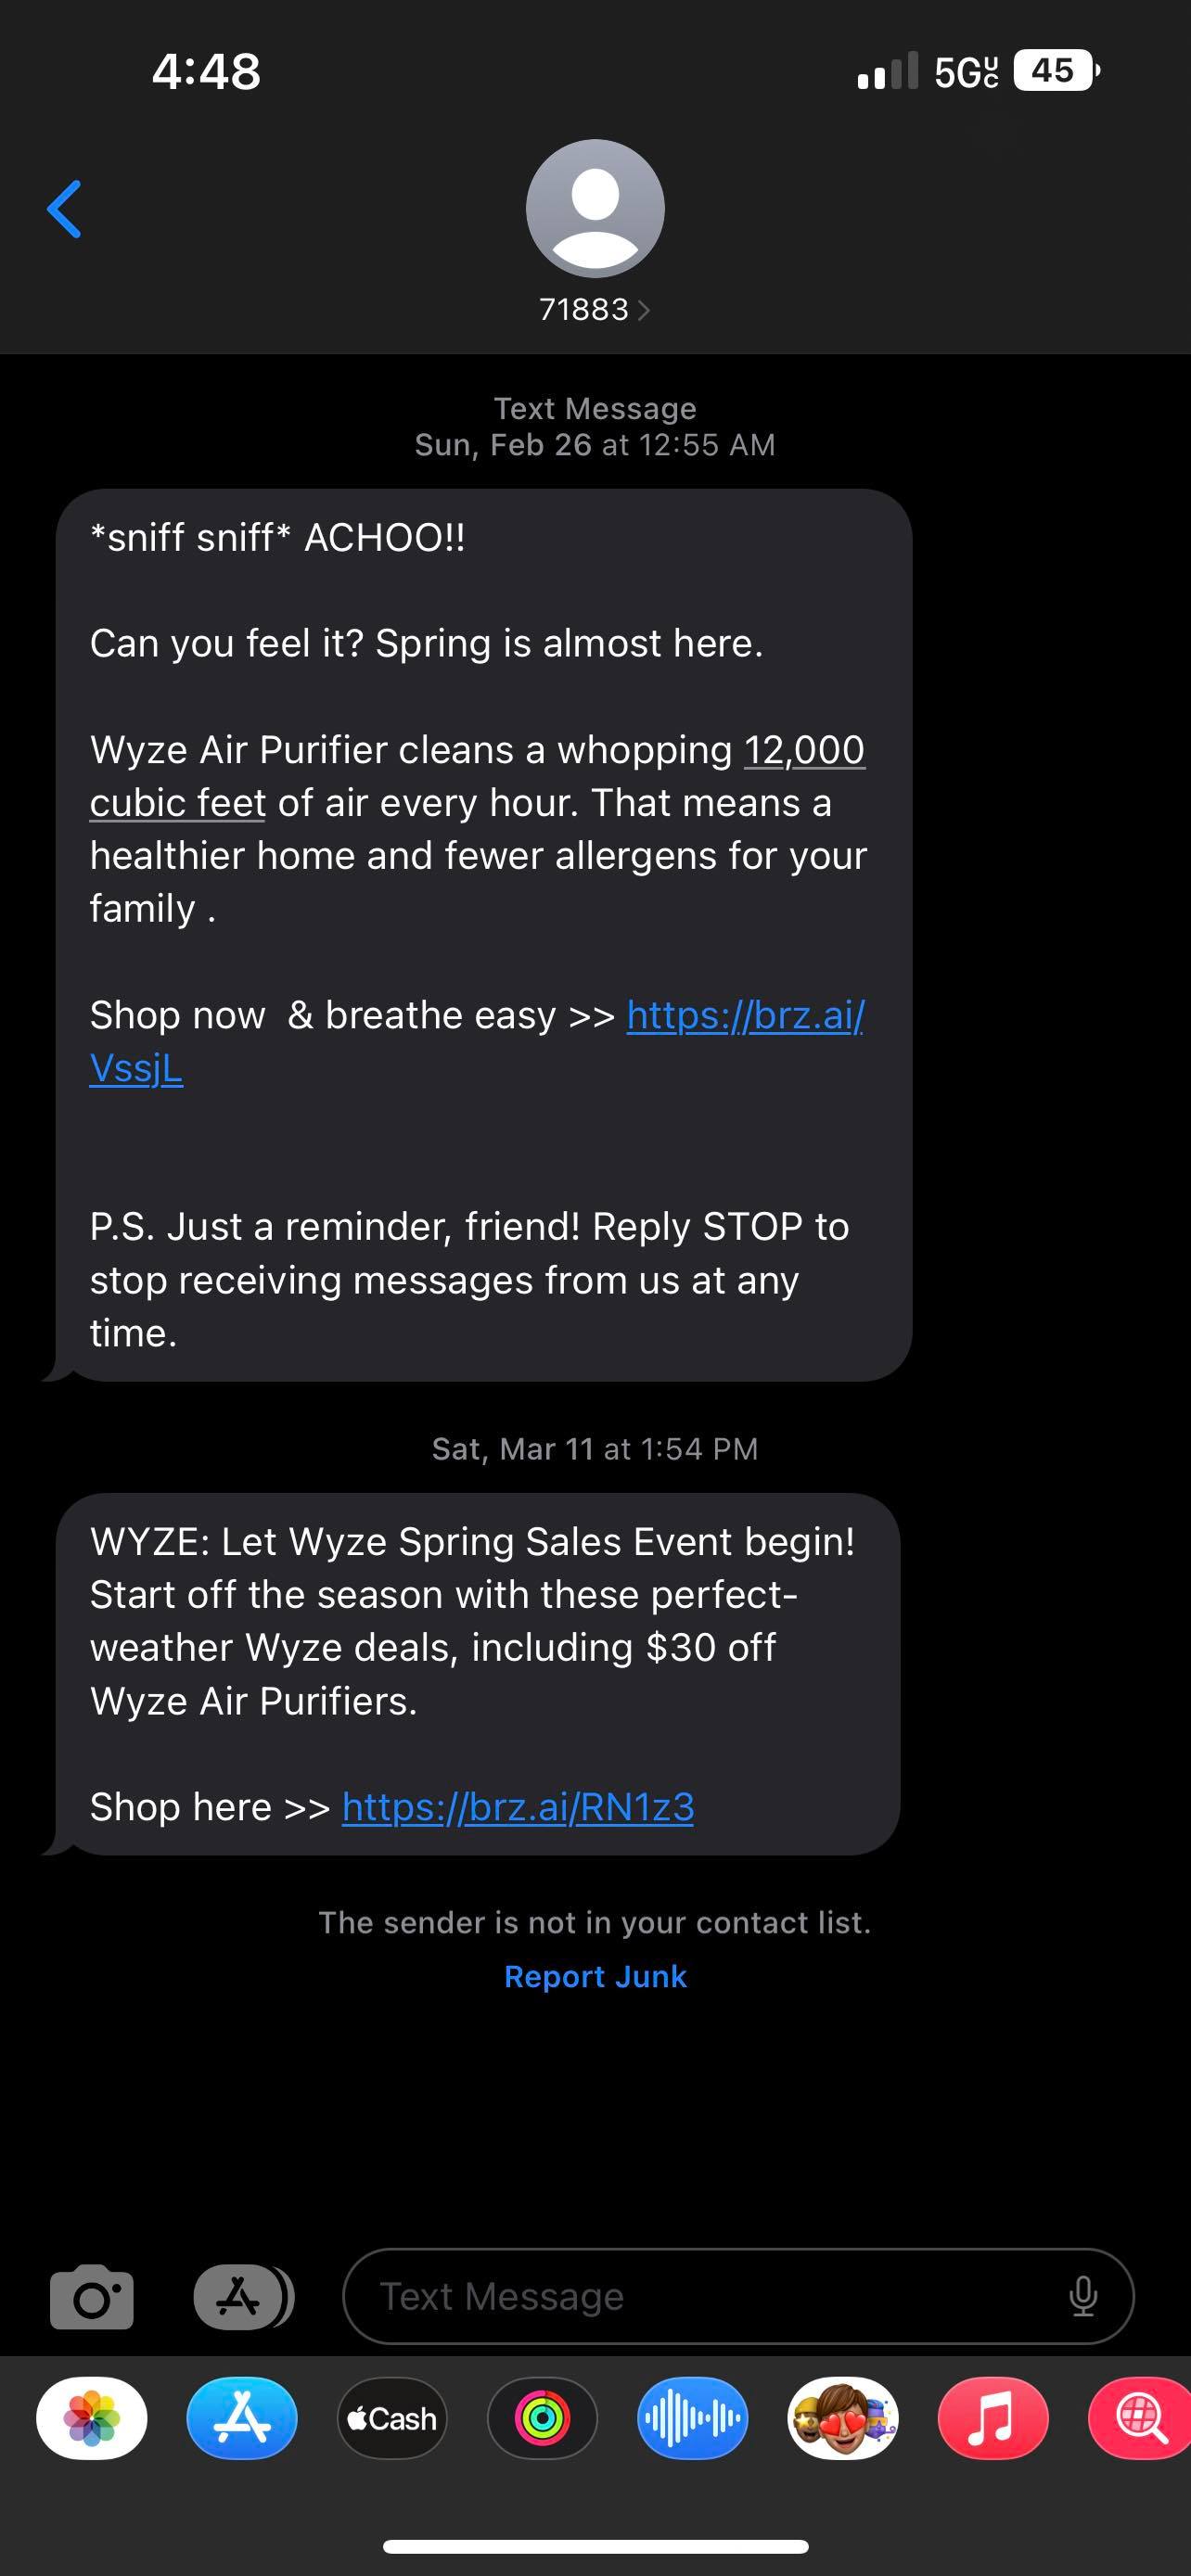 4:48
5GUC 45
71883
Text Message
Sun, Feb 26 at 12:55 AM
*sniff sniff* ACHOO!!
Can you feel it? Spring is almost here.
Wyze Air Purifier cleans a whopping 12,000
cubic feet of air every hour. That means a
healthier home and fewer allergens for your
family .
Shop now  & breathe easy >> https://brz.ai/
VssjL
P.S. Just a reminder, friend! Reply STOP to
stop receiving messages from us at any
time.
Sat, Mar 11 at 1:54 PM
WYZE: Let Wyze Spring Sales Event begin!
Start off the season with these perfect-
weather Wyze deals, including $30 off
Wyze Air Purifiers.
Shop here >> https://brz.ai/RN1z3
The sender is not in your contact list.
Report Junk
Text Message
Cash